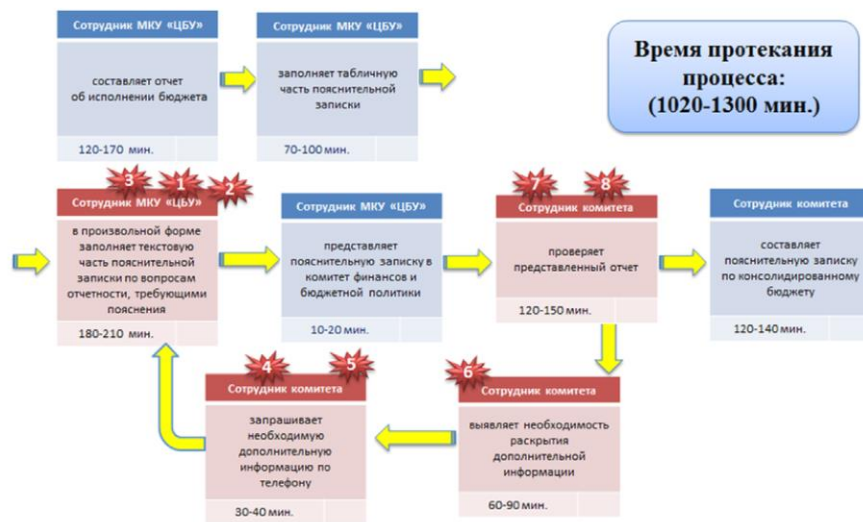 Сотрудник МКУ «ЦБУ»
составляет отчет
об исполнении бюджета
120-170 мин.
Сотрудник МКУ «ЦБУ»
заполняет табличную
часть пояснительной
записки
70-100 мин.
Время протекания
процесса:
(1020-1300 мин.)
3
1
2
Сотрудник МКУ «ЦБУ»
в произвольной форме
заполняет текстовую
часть пояснительной
записки по вопросам
отчетности, требующими
пояснения
180-210 мин.
Сотрудник МКУ «ЦБУ»
представляет
пояснительную записку в
комитет финансов и
бюджетной политики
10-20 мин.
7
8
Сотрудник комитета
проверяет
представленный отчет
120-150 мин.
Сотрудник комитета
составляет
пояснительную записку
по консолидированному
бюджету
120-140 мин.
4
5
Сотрудник комитета
запрашивает
необходимую
дополнительную
информацию по
телефону
30-40 мин.
6
Сотрудник комитета
выявляет необходимость
раскрытия
дополнительной
информации
60-90 мин.